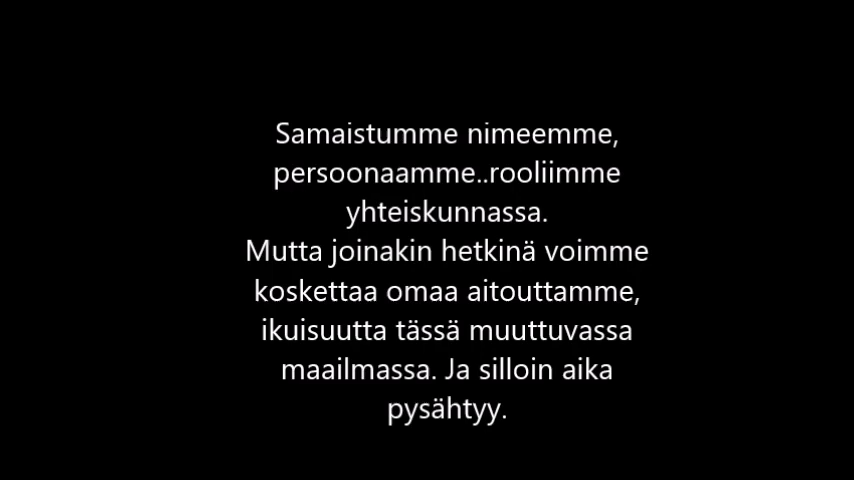 Samaistumme nimeemme,
persoonaamme..rooliimme
yhteiskunnassa.
Mutta joinakin hetkinä voimme
koskettaa omaa aitouttamme,
ikuisuutta tässä muuttuvassa
maailmassa. Ja silloin aika
pysähtyy.